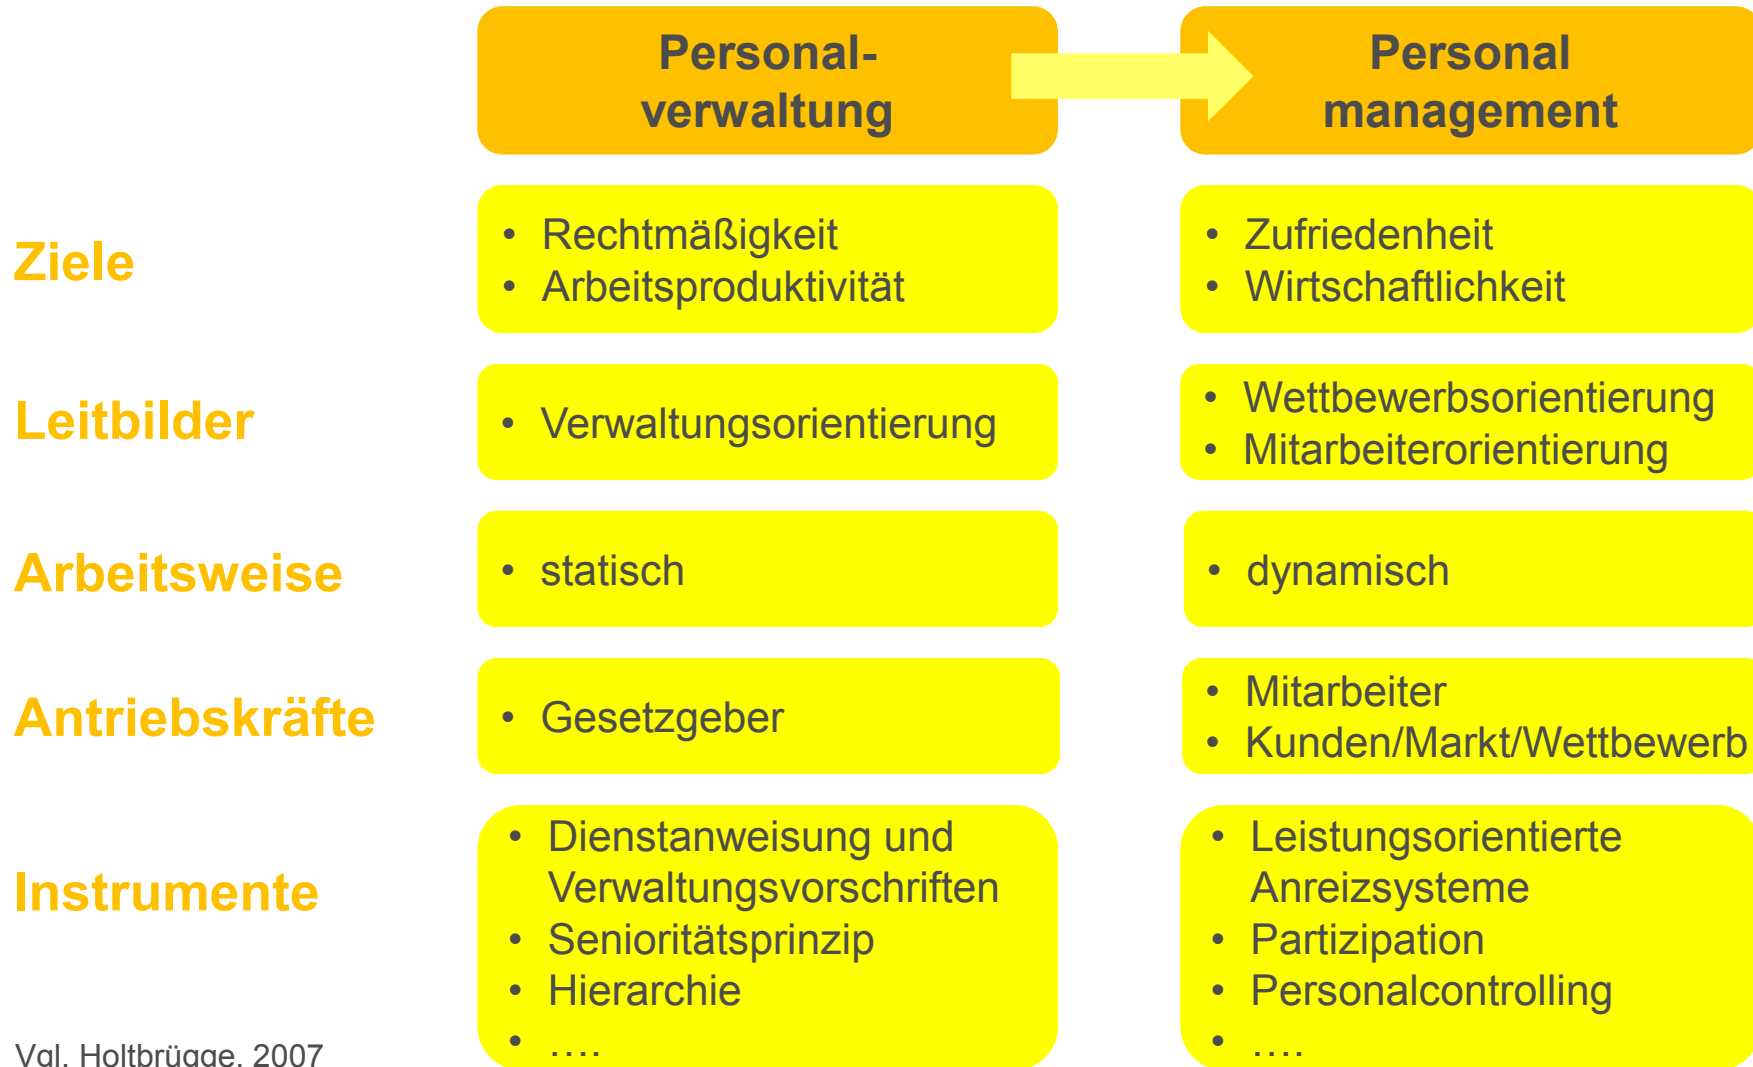 Personal-
verwaltung
Personal
management
Ziele
• Rechtmäßigkeit
• Arbeitsproduktivität
• Zufriedenheit
• Wirtschaftlichkeit
Leitbilder
• Verwaltungsorientierung
• Wettbewerbsorientierung
• Mitarbeiterorientierung
Arbeitsweise
• statisch
• dynamisch
Antriebskräfte
• Gesetzgeber
• Mitarbeiter
• Kunden/Markt/Wettbewerb
Instrumente
• Dienstanweisung und
Verwaltungsvorschriften
• Senioritätsprinzip
• Hierarchie
• ….
• Leistungsorientierte
Anreizsysteme
• Partizipation
• Personalcontrolling
• ….
Vgl. Holtbrügge, 2007